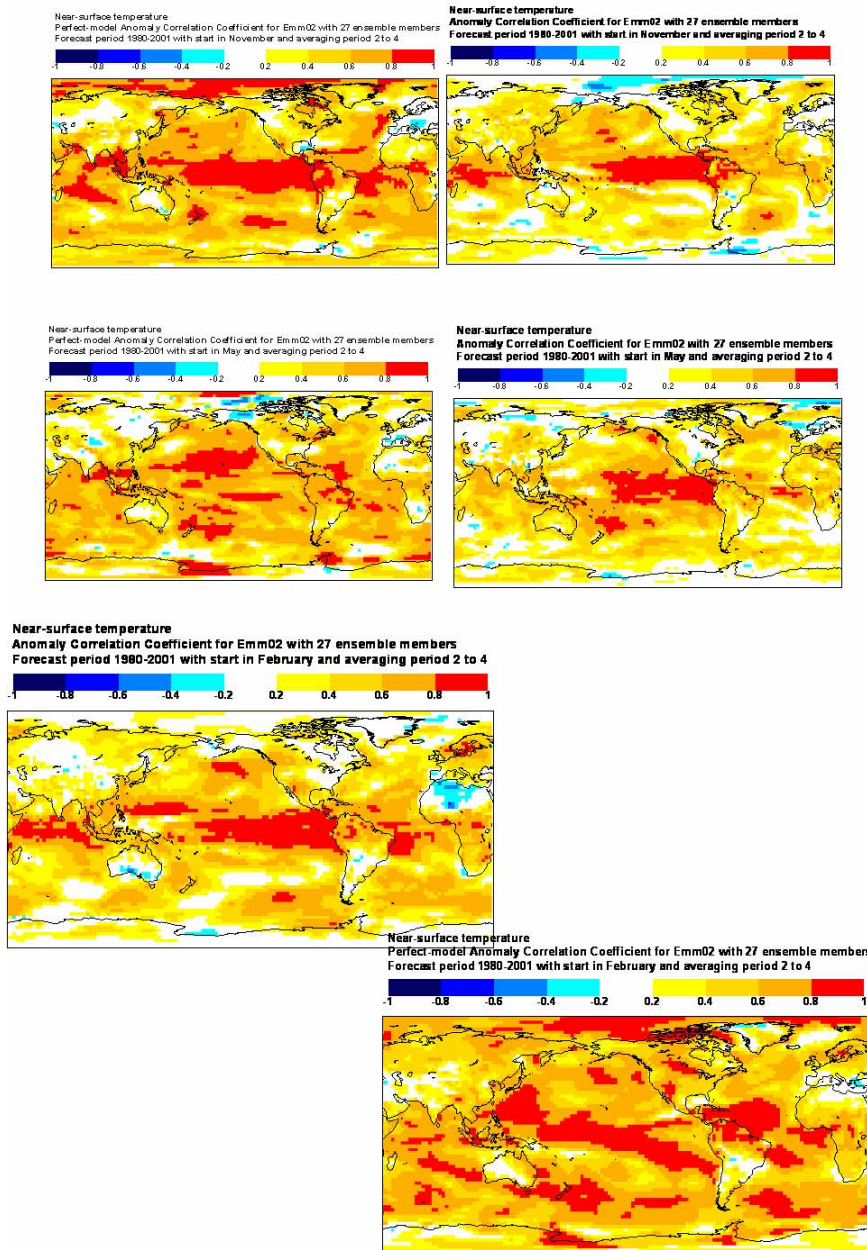 Near-surface temperature
Perfect-model Anomaly Correlation Coefficient for Emm02 with 27 ensemble members
Forecast period 1980-2001 with start in November and averaging period 2 to 4
-1 -0.8 -0.6 -0.4 -0.2 0.2 0.4 0.6 0.8 1
Near-surface temperature
Anomaly Correlation Coefficient for Emm02 with 27 ensemble members
Forecast period 1980-2001 with start in November and averaging period 2 to 4
-1 -0.8 -0.6 -0.4 -0.2 0.2 0.4 0.6 0.8 1
Near-surface temperature
Perfect-model Anomaly Correlation Coefficient for Emm02 with 27 ensemble members
Forecast period 1980-2001 with start in May and averaging period 2 to 4
-1 -0.8 -0.6 -0.4 -0.2 0.2 0.4 0.6 0.8 1
Near-surface temperature
Anomaly Correlation Coefficient for Emm02 with 27 ensemble members
Forecast period 1980-2001 with start in May and averaging period 2 to 4
-1 -0.8 -0.6 -0.4 -0.2 0.2 0.4 0.6 0.8 1
Near-surface temperature
Anomaly Correlation Coefficient for Emm02 with 27 ensemble members
Forecast period 1980-2001 with start in February and averaging period 2 to 4
-1 -0.8 -0.6 -0.4 -0.2 0.2 0.4 0.6 0.8 1
Near-surface temperature
Perfect-model Anomaly Correlation Coefficient for Emm02 with 27 ensemble members
Forecast period 1980-2001 with start in February and averaging period 2 to 4
-1 -0.8 -0.6 -0.4 -0.2 0.2 0.4 0.6 0.8 1